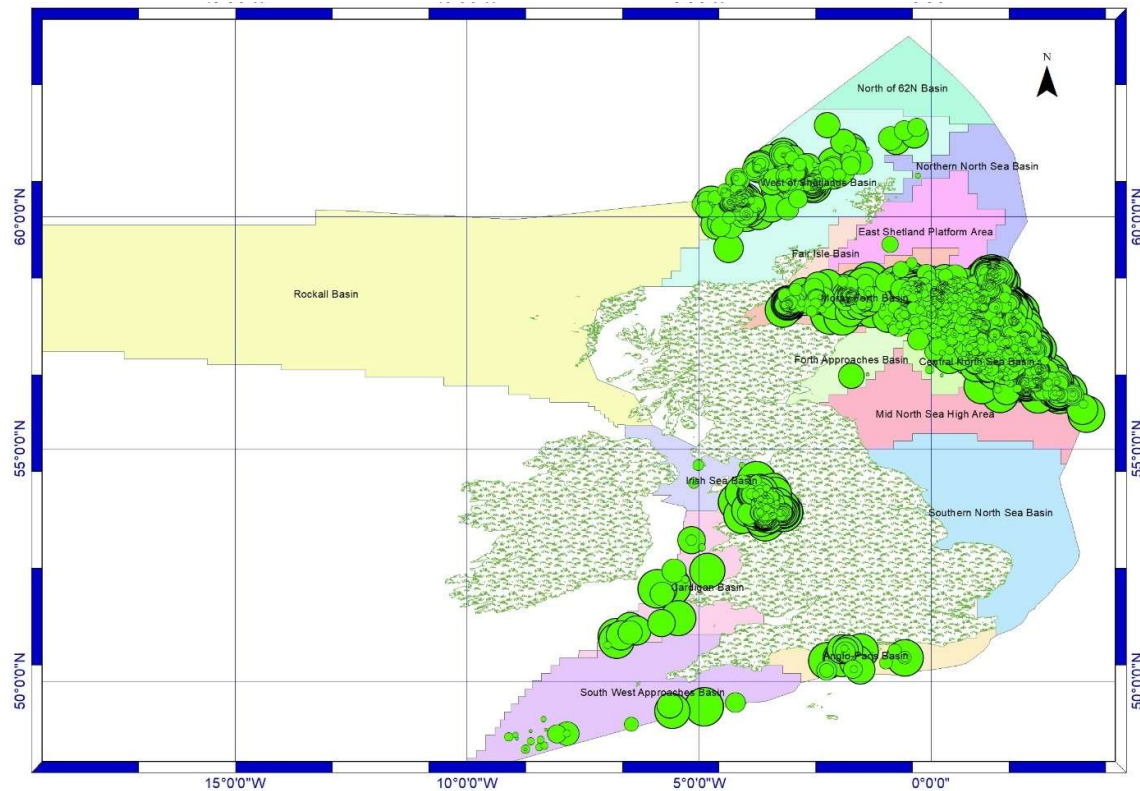 N
North of 62N Basin
Northern North Sea Basin
West of Shetlands Basin
60°0'0"N
60°0'0"N
East Shetland Platform Area
Fair Isle Basin
Rockall Basin
Moray Firth Basin
Forth Approaches Basin
Central North Sea Basin
Mid North Sea High Area
55°0'0"N
55°0'0"N
Irish Sea Basin
Southern North Sea Basin
Cardigan Basin
Anglo-Paris Basin
50°0'0"N
50°0'0"N
South West Approaches Basin
15°0'0"W
10°0'0"W
5°0'0"W
0°0'0"